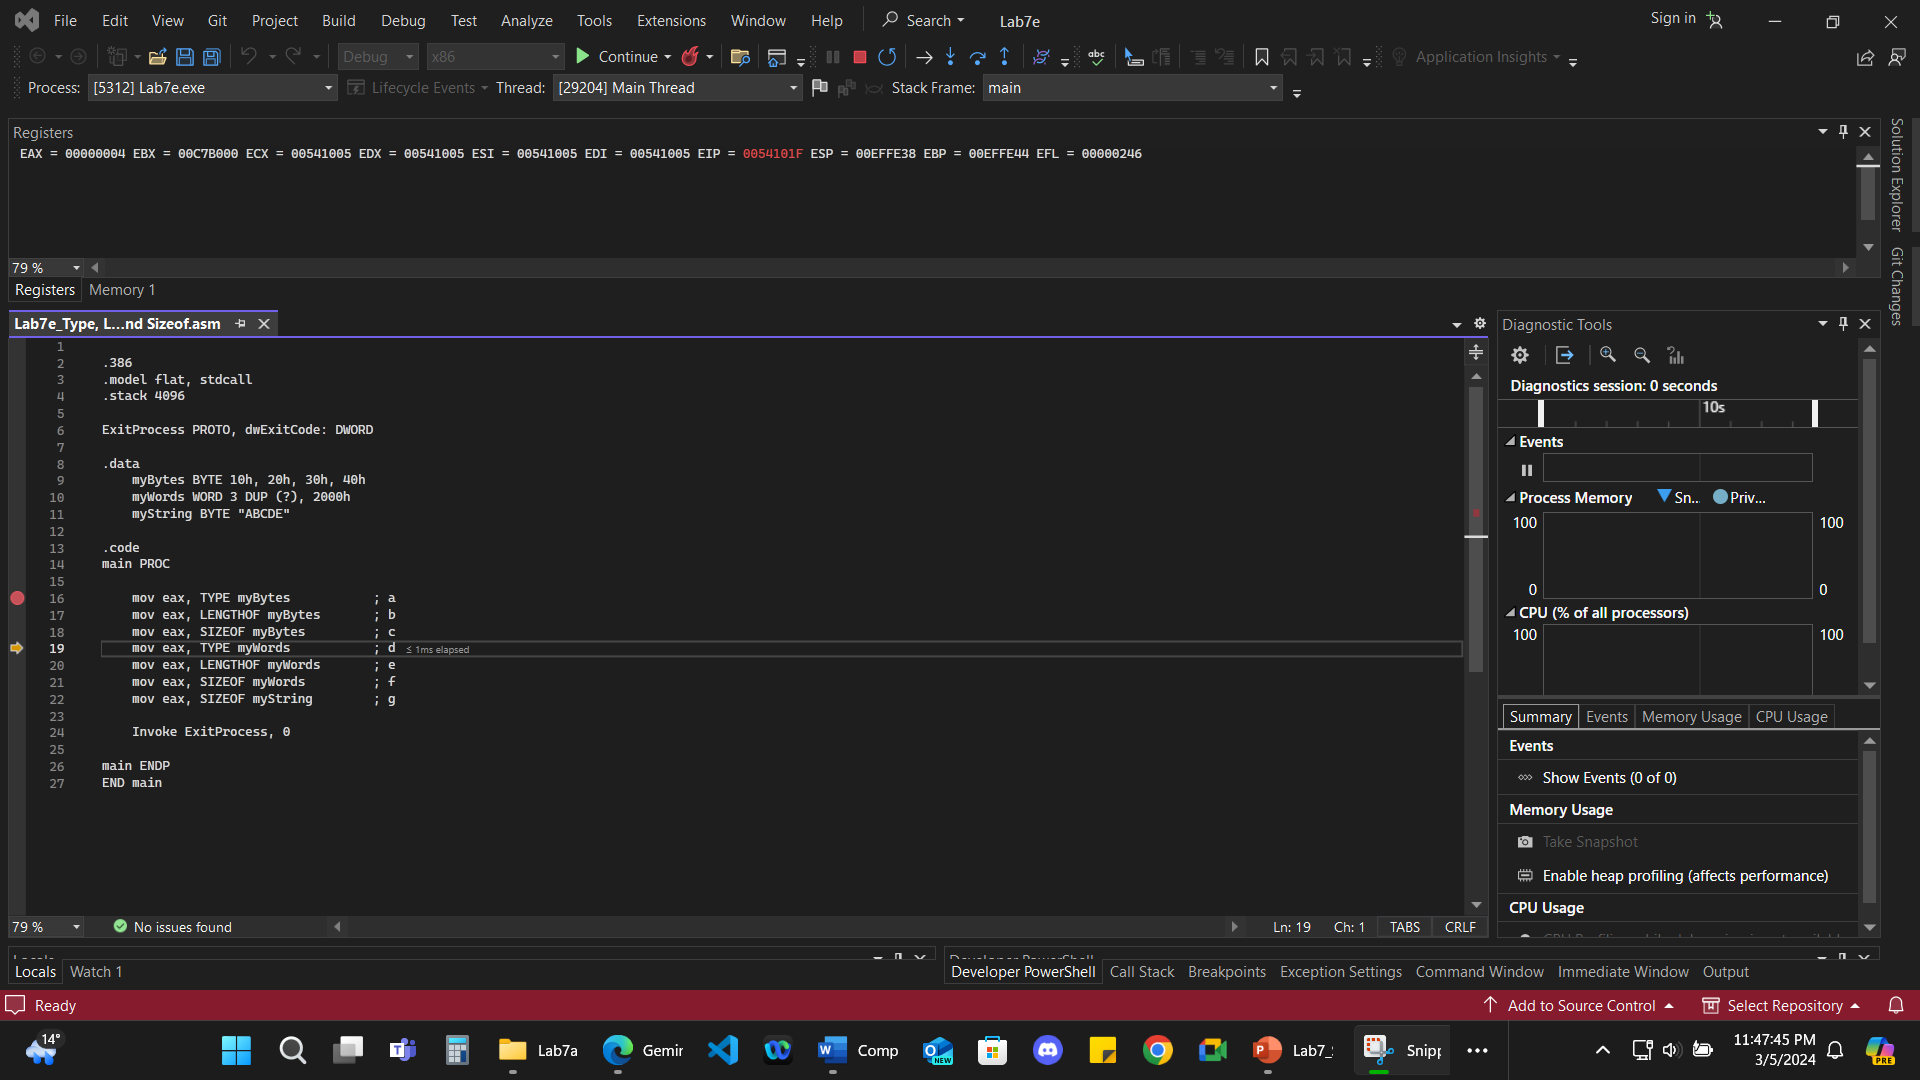 File Edit View Git Project Build Debug Test Analyze Tools Extensions Window Help Search Lab7e Sign in
Debug x86 Continue Application Insights
Process: [5312] Lab7e.exe Lifecycle Events Thread: [29204] Main Thread Stack Frame: main
Registers
EAX = 00000004 EBX = 00C7B000 ECX = 00541005 EDX = 00541005 ESI = 00541005 EDI = 00541005 EIP = 0054101F ESP = 00EFFE38 EBP = 00EFFE44 EFL = 00000246
79 %
Registers Memory 1
Solution Explorer
Git Changes
Lab7e_Type, L...nd Sizeof.asm
1
2 .386
3 .model flat, stdcall
4 .stack 4096
5
6 ExitProcess PROTO, dwExitCode: DWORD
7
8 .data
9 myBytes BYTE 10h, 20h, 30h, 40h
10 myWords WORD 3 DUP (?), 2000h
11 myString BYTE "ABCDE"
12
13 .code
14 main PROC
15
16 mov eax, TYPE myBytes ; a
17 mov eax, LENGTHOF myBytes ; b
18 mov eax, SIZEOF myBytes ; c
19 mov eax, TYPE myWords ; d ≤ 1ms elapsed
20 mov eax, LENGTHOF myWords ; e
21 mov eax, SIZEOF myWords ; f
22 mov eax, SIZEOF myString ; g
23
24 Invoke ExitProcess, 0
25
26 main ENDP
27 END main
79 % No issues found Ln: 19 Ch: 1 TABS CRLF
Diagnostic Tools
Diagnostics session: 0 seconds
10s
Events
Process Memory Sn... Priv...
100 100
0 0
CPU (% of all processors)
100 100
Summary Events Memory Usage CPU Usage
Events
Show Events (0 of 0)
Memory Usage
Take Snapshot
Enable heap profiling (affects performance)
CPU Usage
Locals Developer PowerShell
Locals Watch 1 Developer PowerShell Call Stack Breakpoints Exception Settings Command Window Immediate Window Output
Ready Add to Source Control Select Repository
14° Lab7a Gemir Comp NEW Lab7_ Snipp PRE
11:47:45 PM
3/5/2024